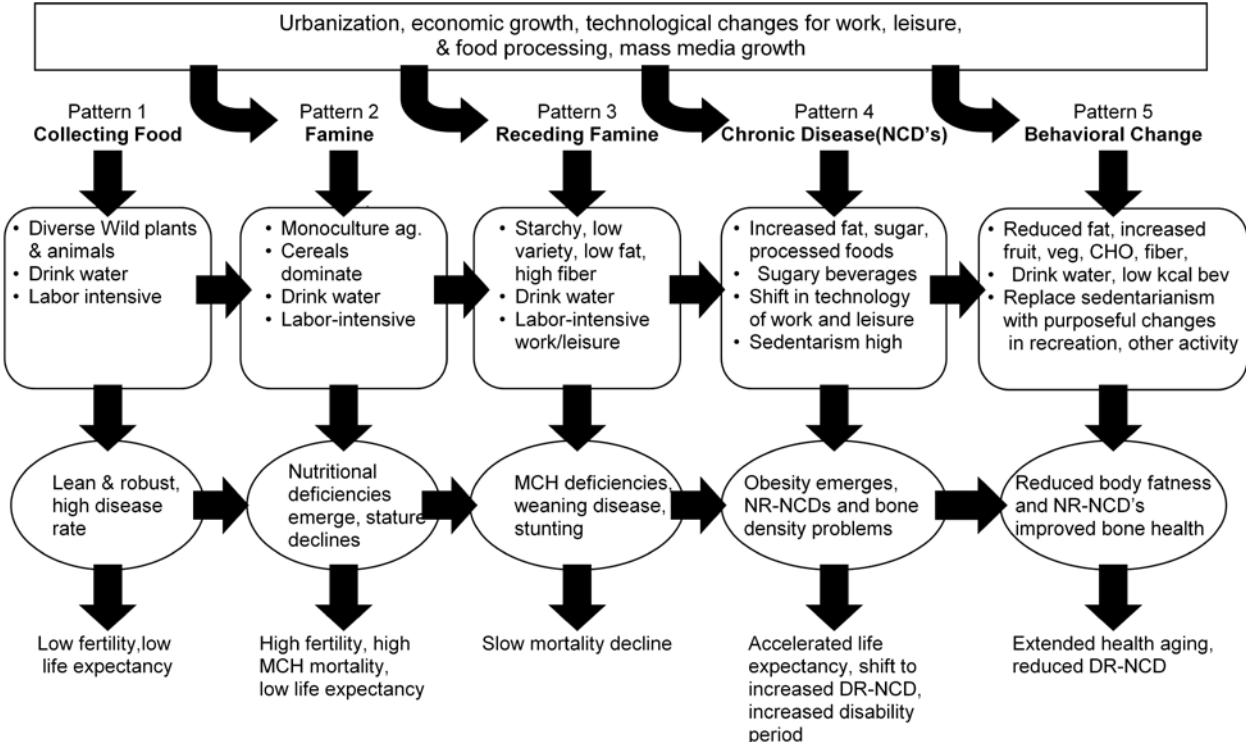 Urbanization, economic growth, technological changes for work, leisure,
& food processing, mass media growth
Pattern 1
Collecting Food
Pattern 2
Famine
Pattern 3
Receding Famine
Pattern 4
Chronic Disease(NCD's)
Pattern 5
Behavioral Change
• Diverse Wild plants
& animals
• Drink water
• Labor intensive
• Monoculture ag.
• Cereals
dominate
• Drink water
• Labor-intensive
• Starchy, low
variety, low fat,
high fiber
• Drink water
• Labor-intensive
work/leisure
• Increased fat, sugar,
processed foods
• Sugary beverages
• Shift in technology
of work and leisure
• Sedentarism high
• Reduced fat, increased
fruit, veg, CHO, fiber,
• Drink water, low kcal bev
• Replace sedentarianism
with purposeful changes
in recreation, other activity
Lean & robust,
high disease
rate
Nutritional
deficiencies
emerge, stature
declines
MCH deficiencies,
weaning disease,
stunting
Obesity emerges,
NR-NCDs and bone
density problems
Reduced body fatness
and NR-NCD's
improved bone health
Low fertility,low
life expectancy
High fertility, high
MCH mortality,
low life expectancy
Slow mortality decline
Accelerated life
expectancy, shift to
increased DR-NCD,
increased disability
period
Extended health aging,
reduced DR-NCD